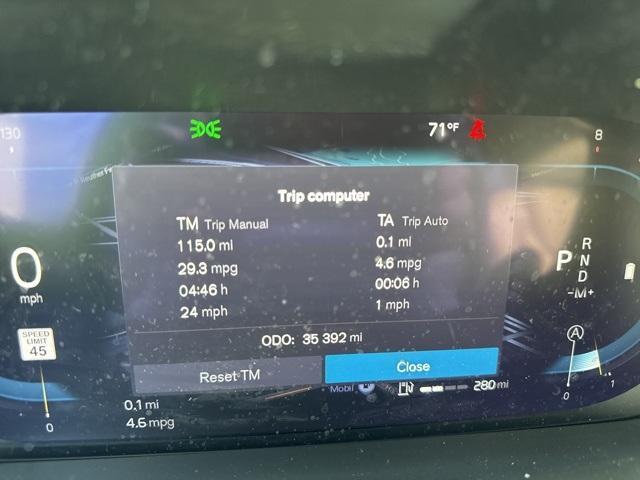 130
71°F
8
Trip computer
TM Trip Manual
TA Trip Auto
115.0 mi
0.1 mi
29.3 mpg
4.6 mpg
04:46 h
00:06 h
24 mph
1 mph
ODO: 35 392 mi
Reset TM
Close
0
mph
SPEED
LIMIT
45
0
P
R
N
D
-M+
A
0
1
Mobil
280 mi
0.1 mi
4.6 mpg